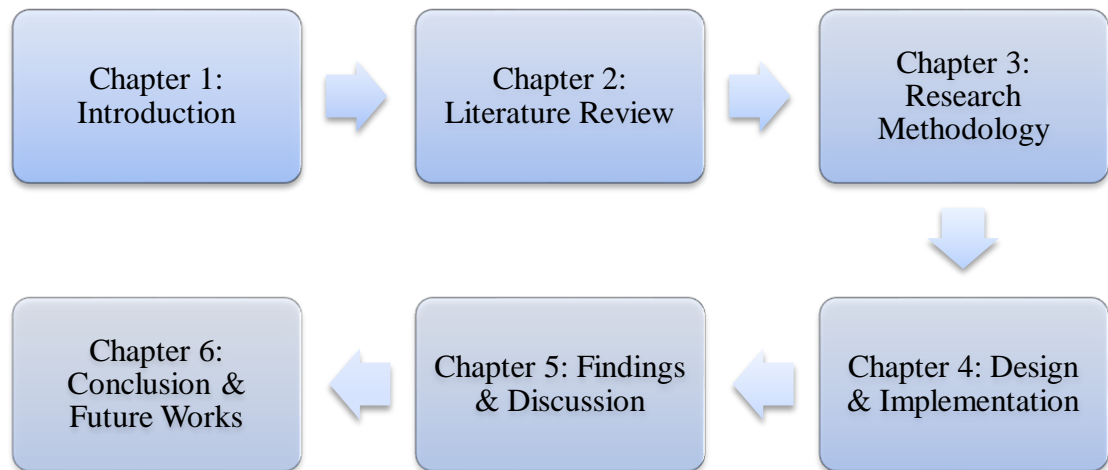 Chapter 1:
Introduction
Chapter 2:
Literature Review
Chapter 3:
Research
Methodology
Chapter 4: Design
& Implementation
Chapter 5: Findings
& Discussion
Chapter 6:
Conclusion &
Future Works